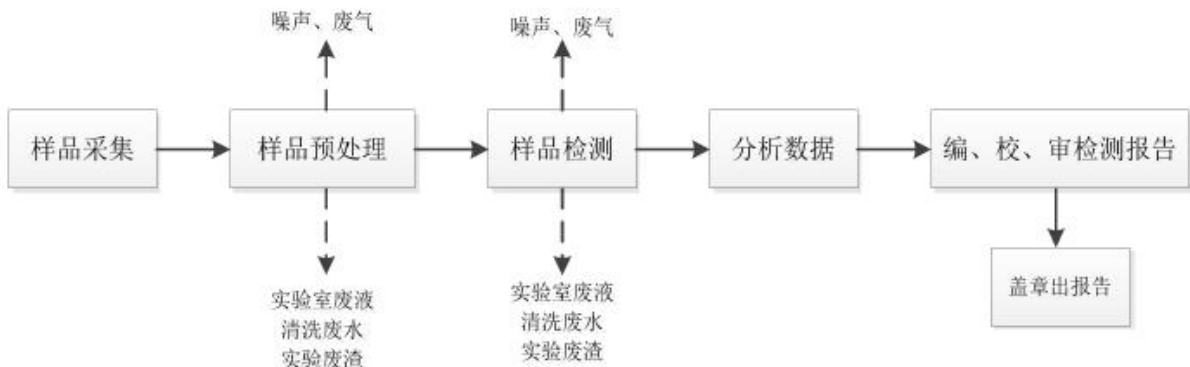 噪声、废气
噪声、废气
样品采集
样品预处理
样品检测
分析数据
编、校、审检测报告
实验室废液
清洗废水
实验废渣
实验室废液
清洗废水
实验废渣
盖章出报告